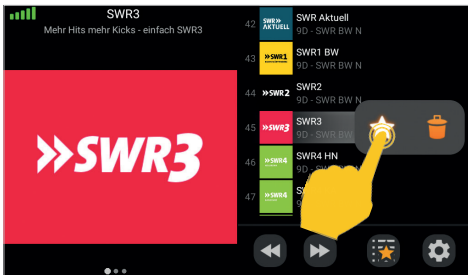 SWR3
Mehr Hits mehr Kicks - einfach SWR3
»SWR3
42
SWR»
AKTUELL
SWR Aktuell
9D - SWR BW N
43
»SWR1
SWR1 BW
9D - SWR BW N
44
»SWR2
SWR2
9D - SWR BW N
45
»SWR3
SWR3
9D - SWR BW
46
»SWR4
SWR4 HN
9D
47
»SWR4